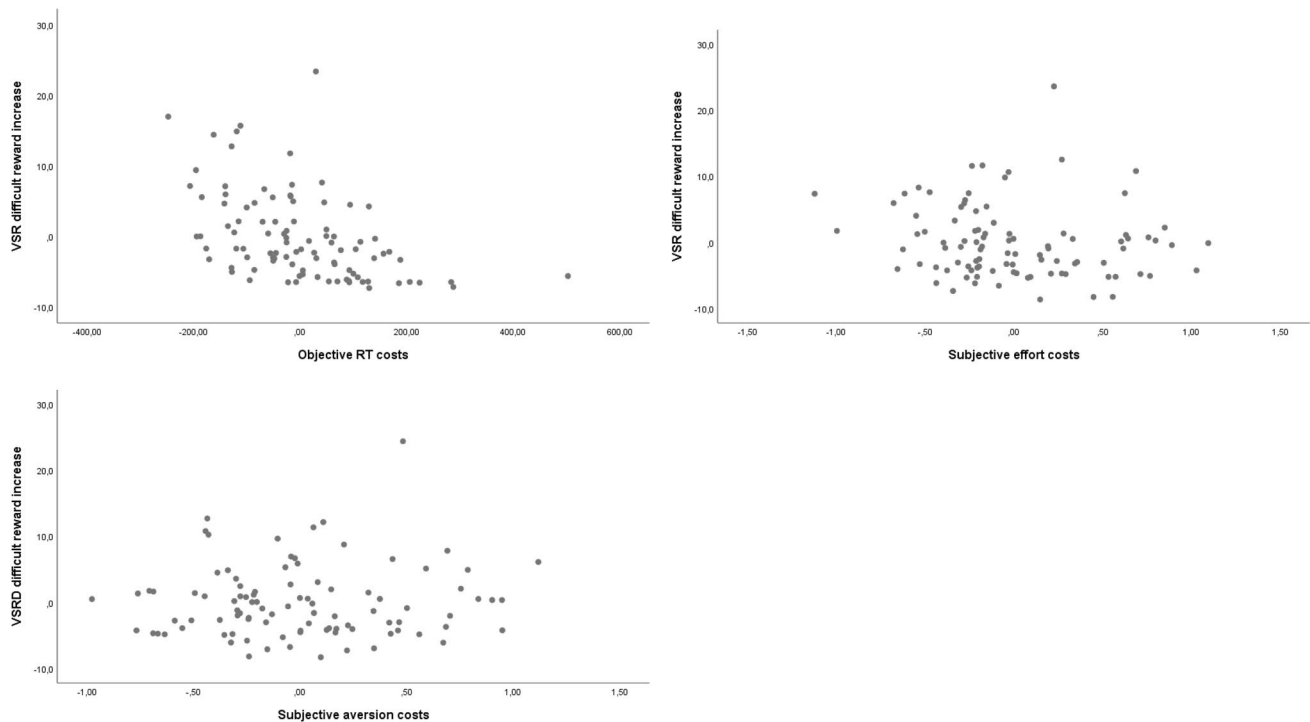 30,0
20,0
10,0
,0
-10,0
VSR difficult reward increase
-400,00 -200,00 ,00 200,00 400,00 600,00
Objective RT costs
30,0
20,0
10,0
,0
-10,0
VSR difficult reward increase
-1,50 -1,00 -,50 ,00 ,50 1,00 1,50
Subjective effort costs
30,0
20,0
10,0
,0
-10,0
VSRD difficult reward increase
-1,00 -,50 ,00 ,50 1,00 1,50
Subjective aversion costs